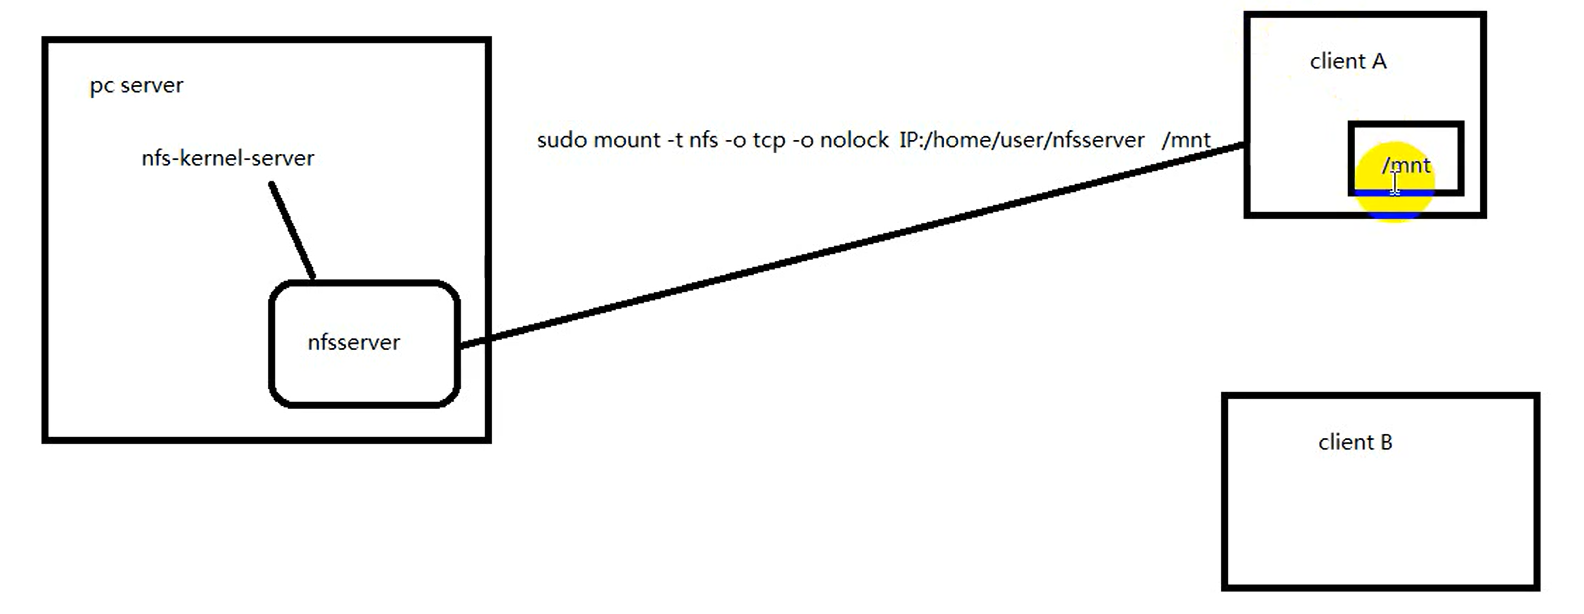 pc server
nfs-kernel-server
nfsserver
sudo mount -t nfs -o tcp -o nolock IP:/home/user/nfsserver /mnt
client A
/mnt
client B